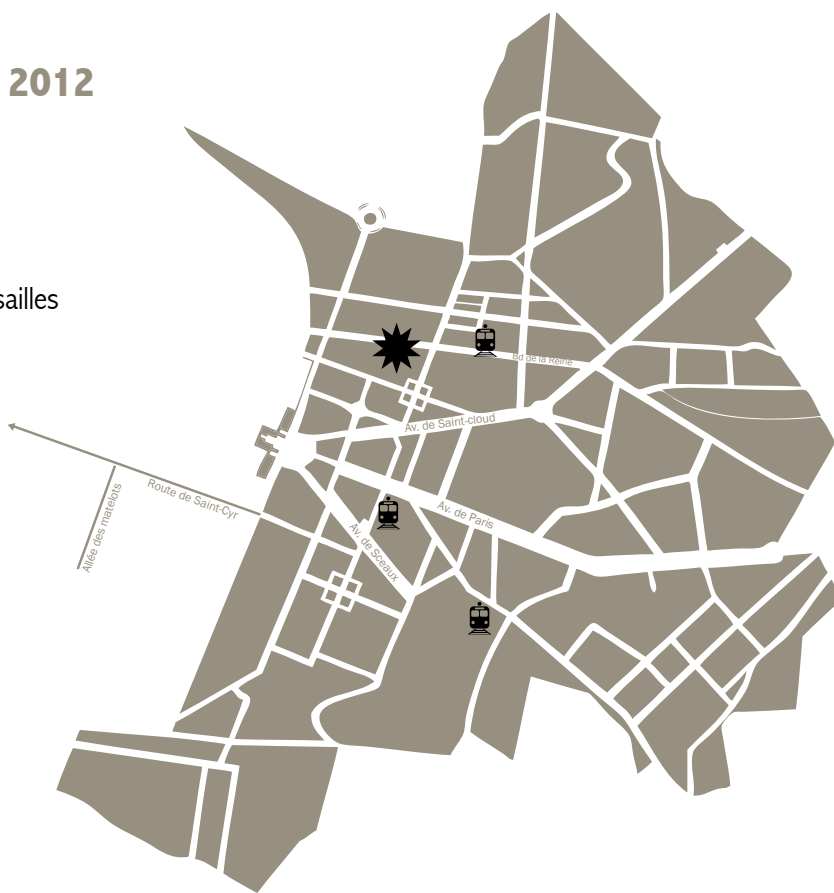 2012
sailles
Bd de la Reine
Av. de Saint-cloud
Route de Saint-Cyr
Allée des matelots
Av. de Paris
Av. de Sceaux